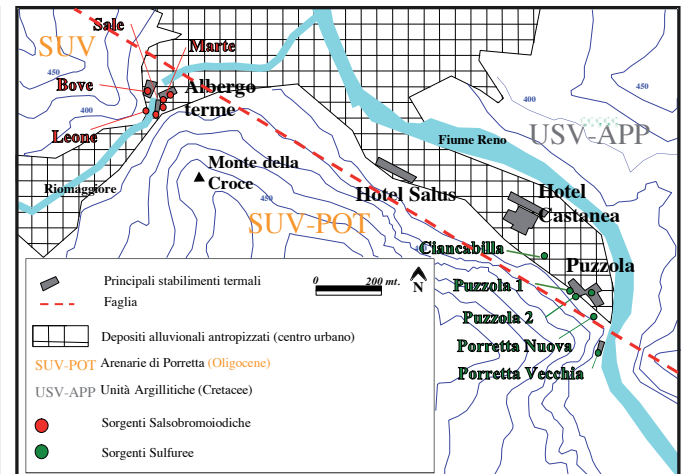 Sale
SUV
Marte
450
Bove
Albergo
terme
400
Leone
450
400
USV-APP
Fiume Reno
Monte della
Croce
Riomaggiore
450
Hotel Salus
Hotel
Castanea
SUV-POT
Ciancabilla
Puzzola
Puzzola 1
Puzzola 2
Porretta Nuova
Porretta Vecchia
Principali stabilimenti termali
Faglia
0 200 mt.
N
Depositi alluvionali antropizzati (centro urbano)
SUV-POT Arenarie di Porretta (Oligocene)
USV-APP Unità Argillitiche (Cretacee)
Sorgenti Salsobromoiodiche
Sorgenti Sulfuree